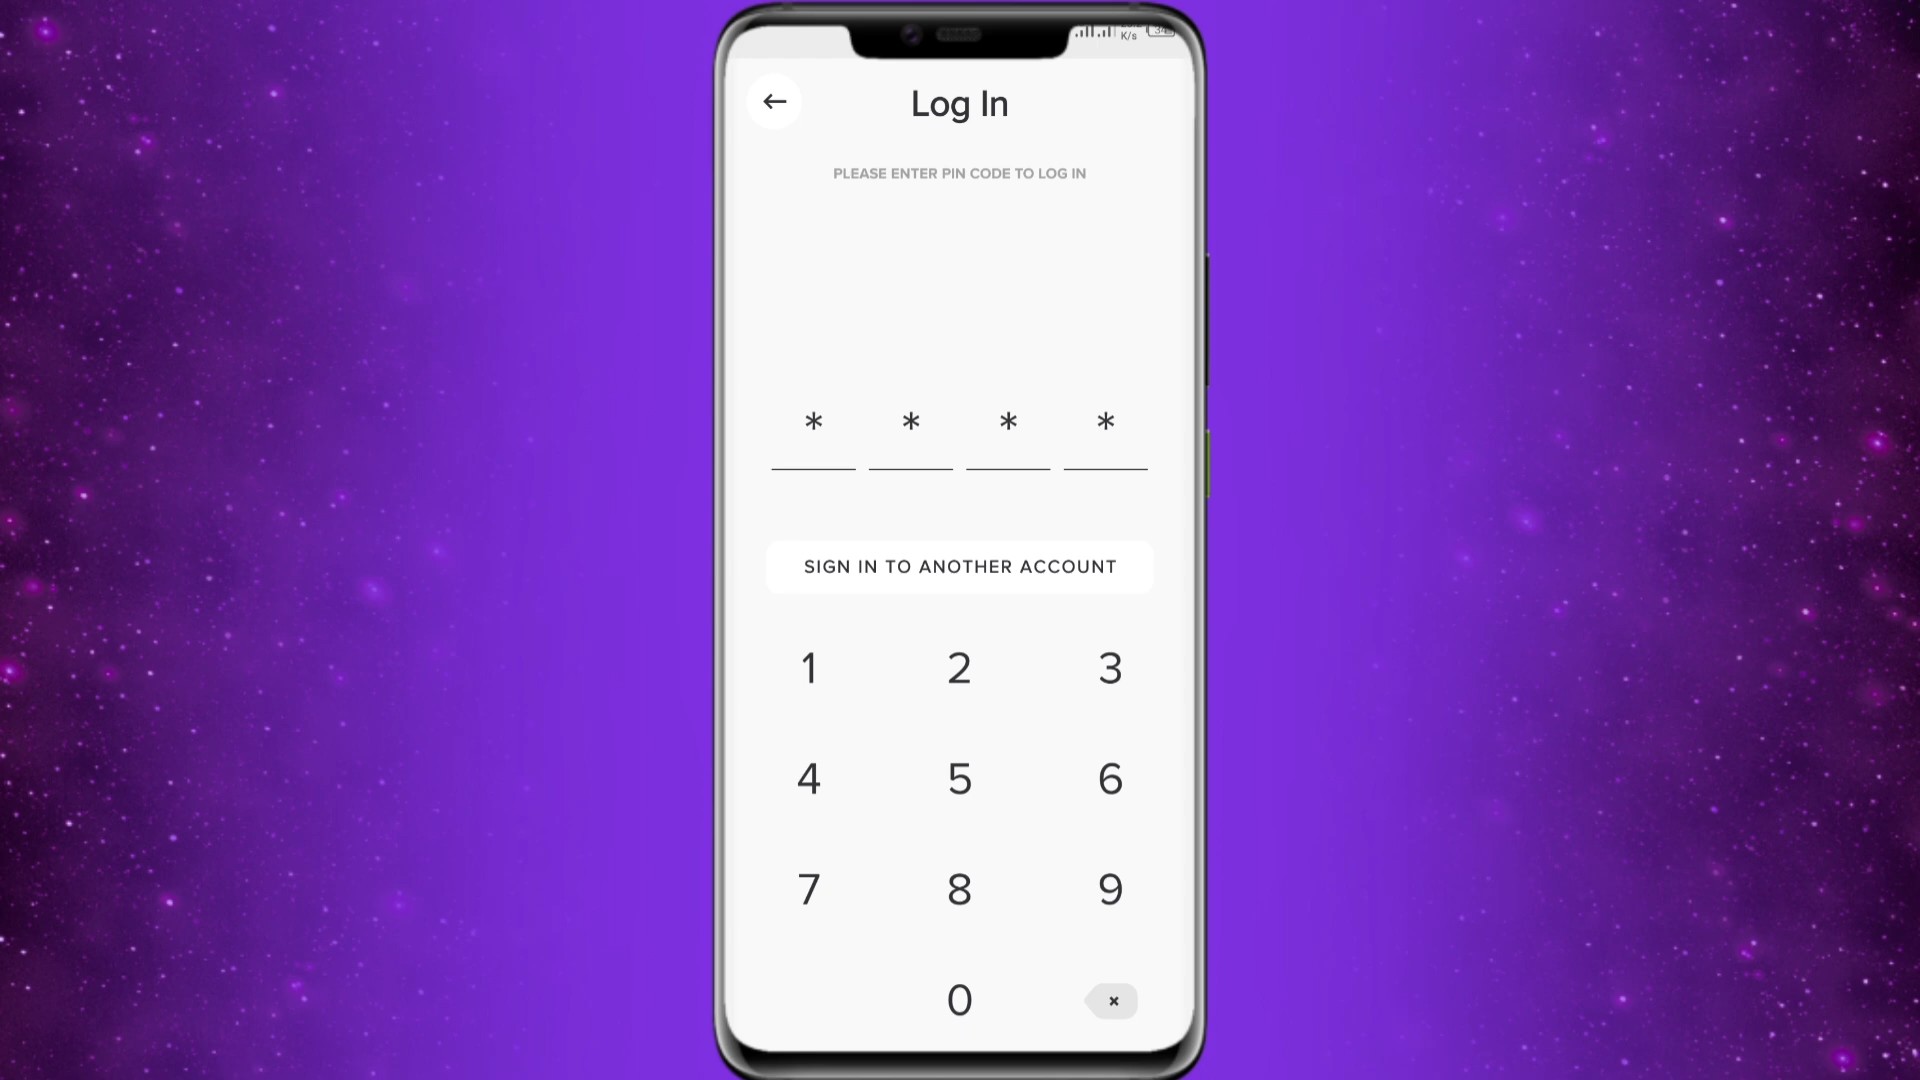 K/s
Log In
PLEASE ENTER PIN CODE TO LOG IN
* * * *
SIGN IN TO ANOTHER ACCOUNT
1 2 3
4 5 6
7 8 9
0